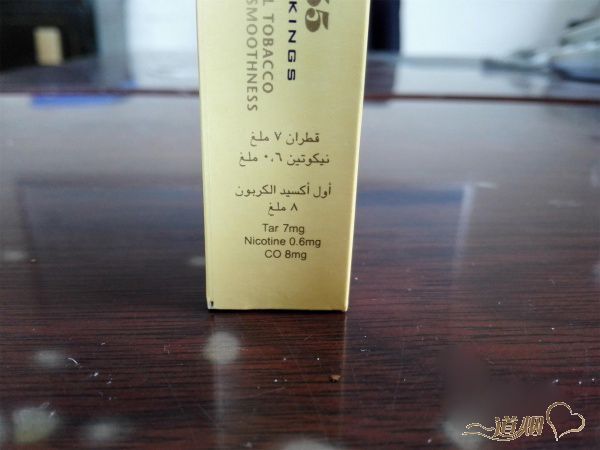 55
KINGS
TOBACCO
SMOOTHNESS
قطران ٧ ملغ
نيكوتين ٠،٦ ملغ
أول أكسيد الكربون
٨ ملغ
Tar 7mg
Nicotine 0.6mg
CO 8mg